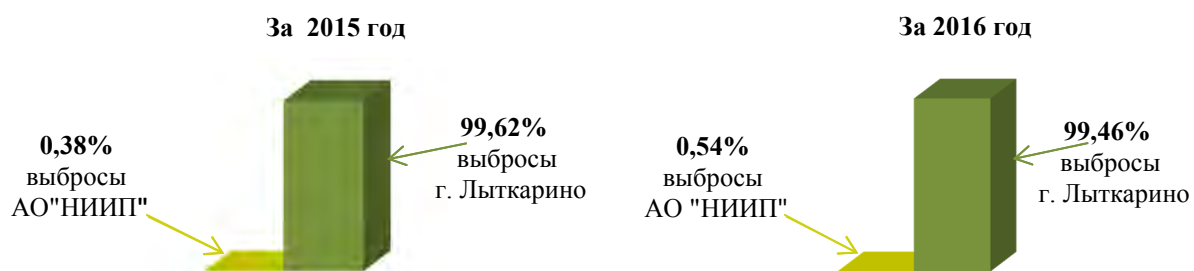 За 2015 год
0,38%
выбросы
АО"НИИП"
99,62%
выбросы
г. Лыткарино
За 2016 год
0,54%
выбросы
АО "НИИП"
99,46%
выбросы
г. Лыткарино